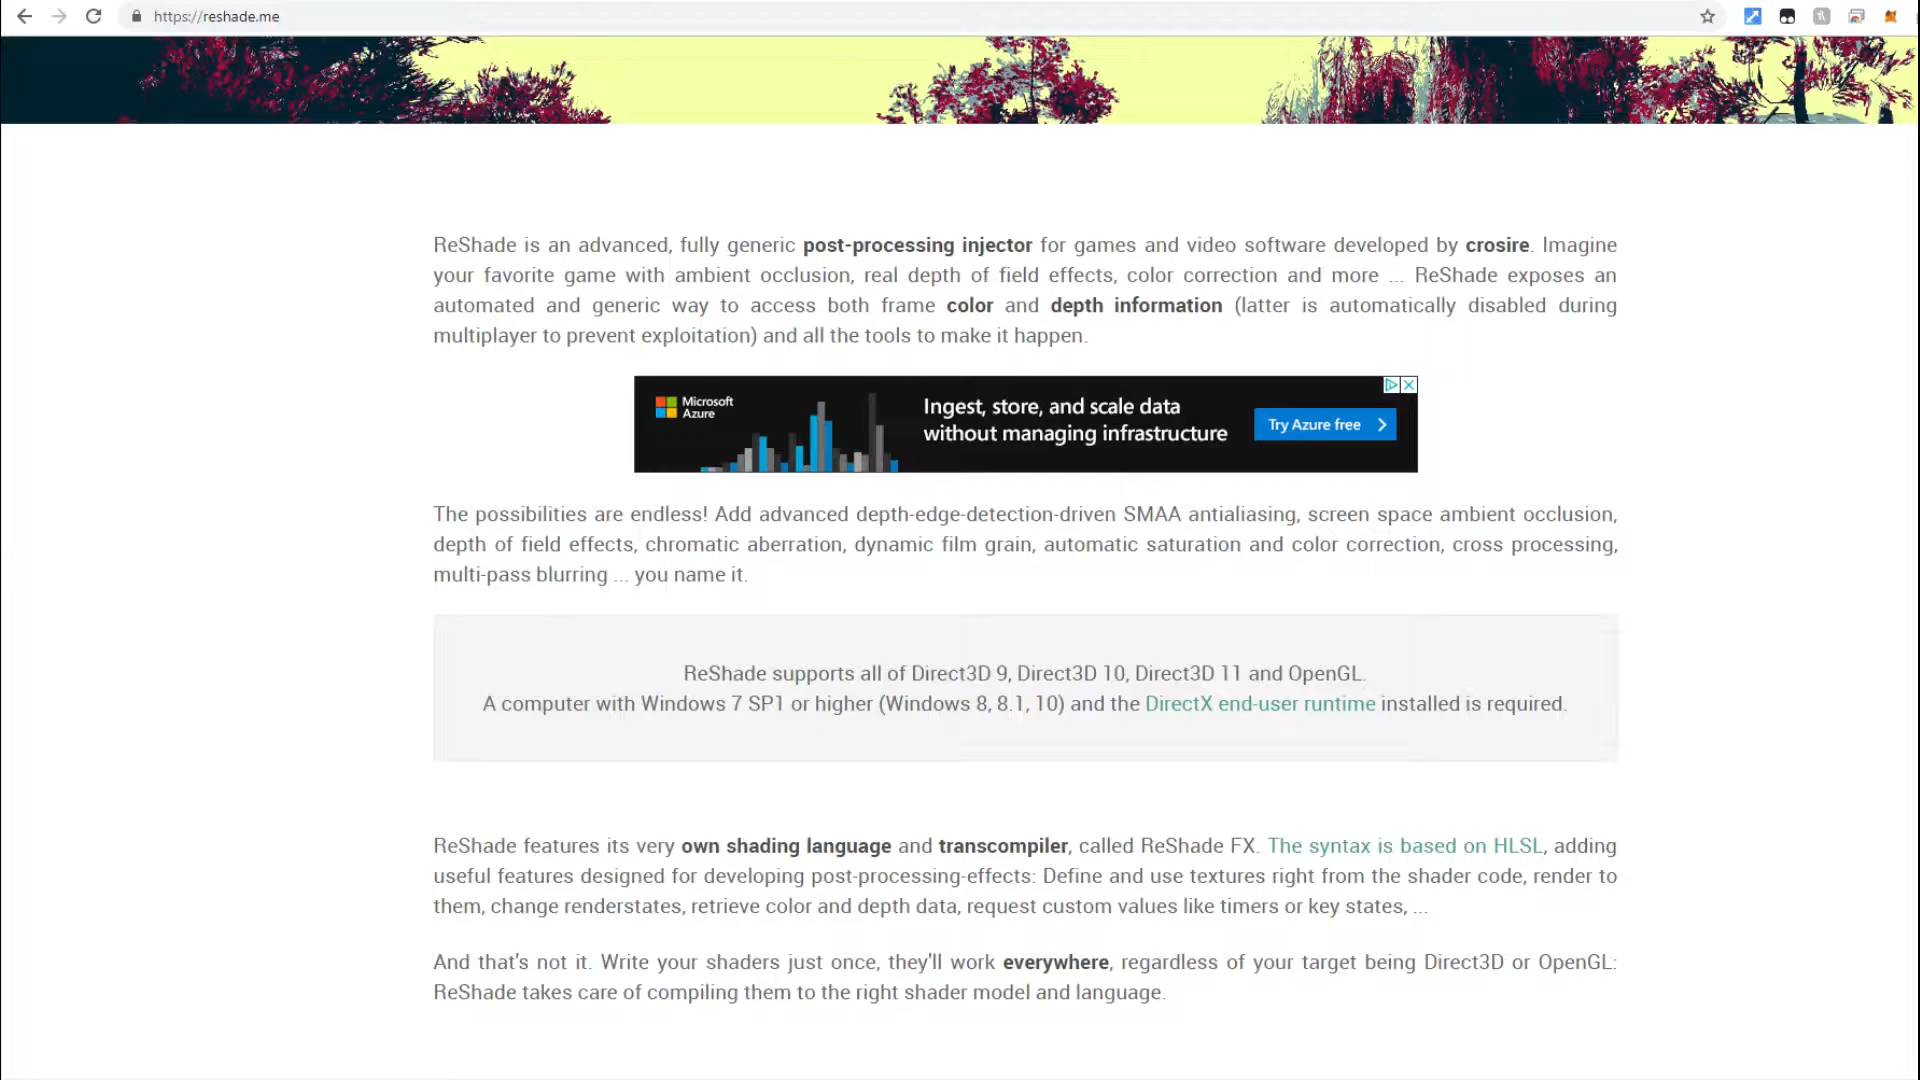 https://reshade.me
ReShade is an advanced, fully generic post-processing injector for games and video software developed by crosire. Imagine
your favorite game with ambient occlusion, real depth of field effects, color correction and more ... ReShade exposes an
automated and generic way to access both frame color and depth information (latter is automatically disabled during
multiplayer to prevent exploitation) and all the tools to make it happen.
Microsoft
Azure
Ingest, store, and scale data
without managing infrastructure
Try Azure free
The possibilities are endless! Add advanced depth-edge-detection-driven SMAA antialiasing, screen space ambient occlusion,
depth of field effects, chromatic aberration, dynamic film grain, automatic saturation and color correction, cross processing,
multi-pass blurring ... you name it.
ReShade supports all of Direct3D 9, Direct3D 10, Direct3D 11 and OpenGL.
A computer with Windows 7 SP1 or higher (Windows 8, 8.1, 10) and the DirectX end-user runtime installed is required.
ReShade features its very own shading language and transcompiler, called ReShade FX. The syntax is based on HLSL, adding
useful features designed for developing post-processing-effects: Define and use textures right from the shader code, render to
them, change renderstates, retrieve color and depth data, request custom values like timers or key states, ...
And that's not it. Write your shaders just once, they'll work everywhere, regardless of your target being Direct3D or OpenGL:
ReShade takes care of compiling them to the right shader model and language.